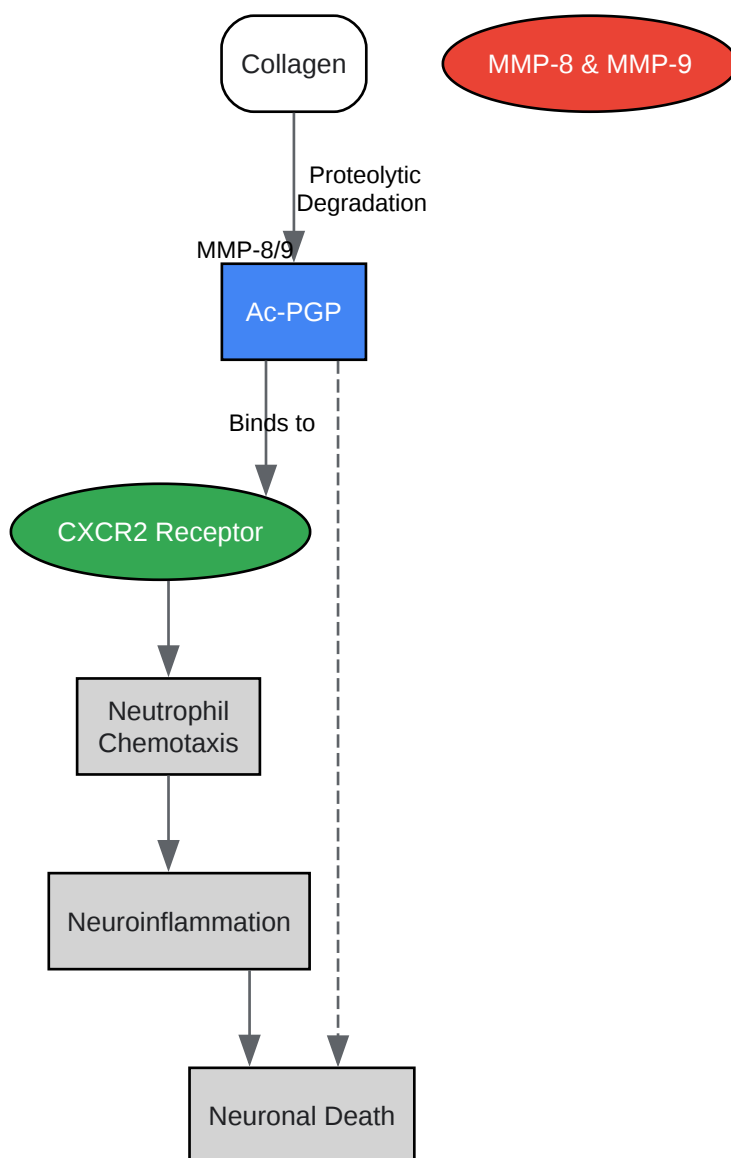 Collagen
MMP-8 & MMP-9
Proteolytic
Degradation
MMP-8/9
Ac-PGP
Binds to
CXCR2 Receptor
Neutrophil
Chemotaxis
Neuroinflammation
Neuronal Death